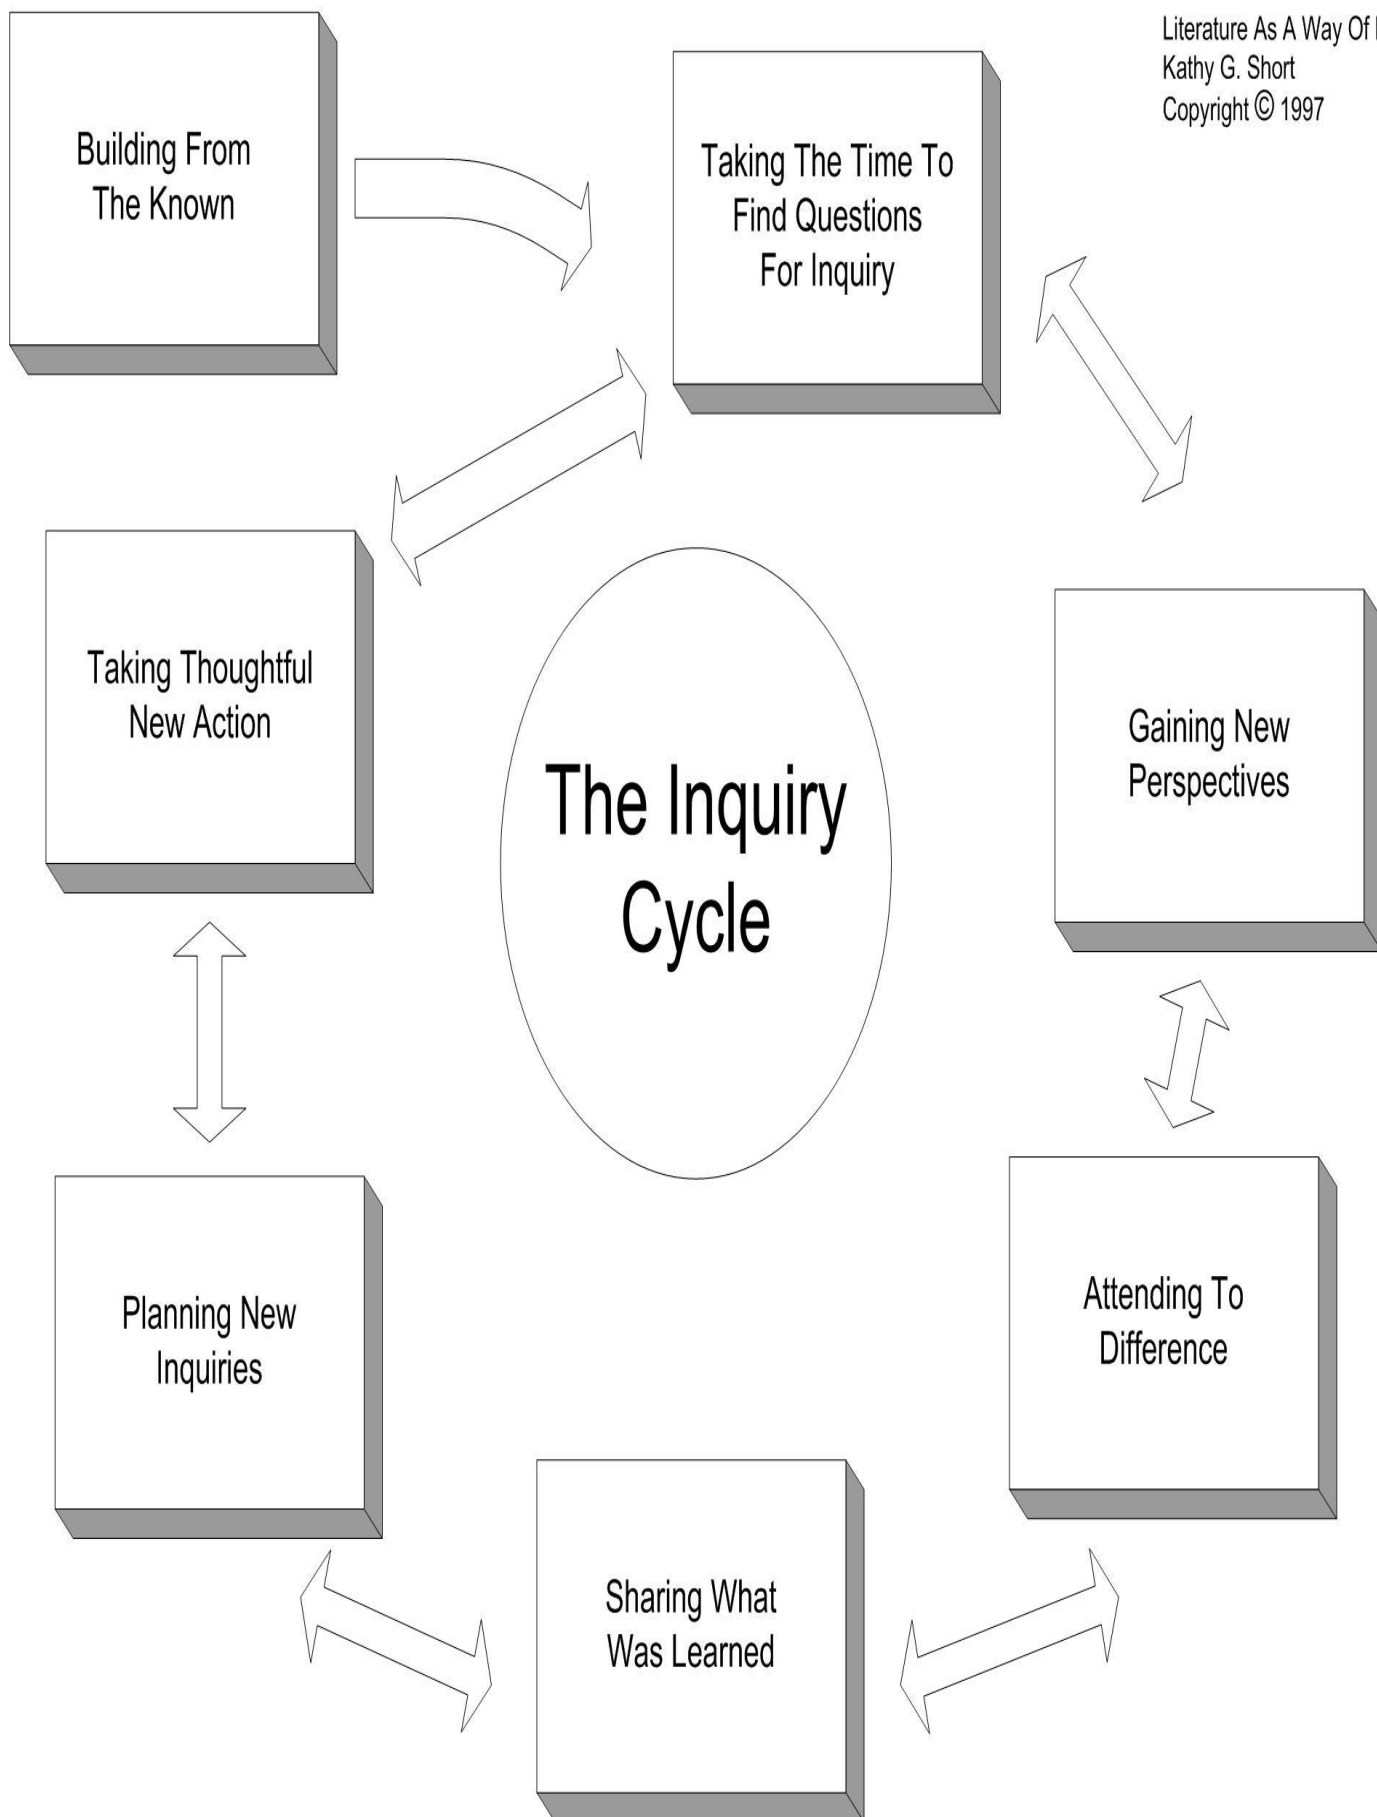 Literature As A Way Of
Kathy G. Short
Copyright © 1997
Building From
The Known
Taking The Time To
Find Questions
For Inquiry
Taking Thoughtful
New Action
The Inquiry
Cycle
Gaining New
Perspectives
Planning New
Inquiries
Attending To
Difference
Sharing What
Was Learned